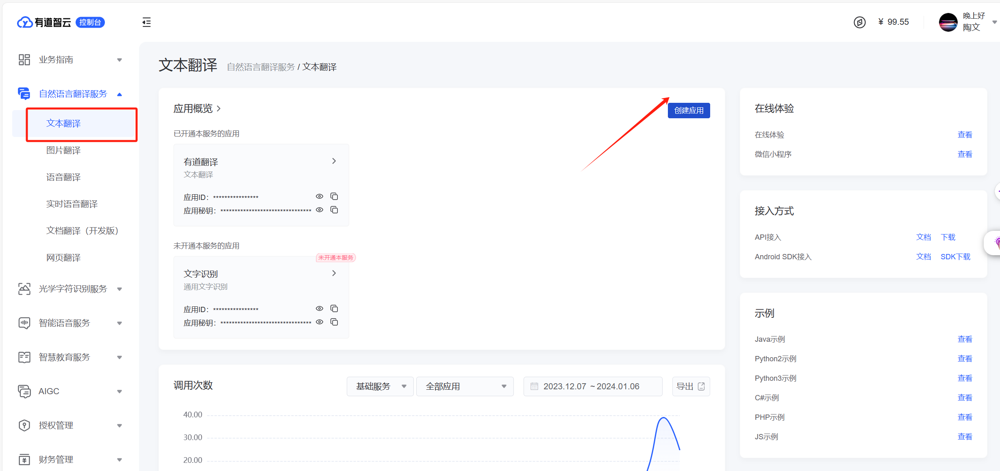 有道智云 控制台
¥ 99.55
晚上好
陶文
业务指南
自然语言翻译服务
文本翻译
图片翻译
语音翻译
实时语音翻译
文档翻译（开发版）
网页翻译
光学字符识别服务
智能语音服务
智慧教育服务
AIGC
授权管理
财务管理
文本翻译 自然语言翻译服务 / 文本翻译
应用概览
创建应用
已开通本服务的应用
有道翻译
文本翻译
应用ID： ****************
应用秘钥： ********************************
未开通本服务的应用
未开通本服务
文字识别
通用文字识别
应用ID： ****************
应用秘钥： ********************************
调用次数
基础服务
全部应用
2023.12.07 ~ 2024.01.06
导出
40.00
30.00
20.00
在线体验
在线体验 查看
微信小程序 查看
接入方式
API接入 文档 下载
Android SDK接入 文档 SDK下载
示例
Java示例 查看
Python2示例 查看
Python3示例 查看
C#示例 查看
PHP示例 查看
JS示例 查看